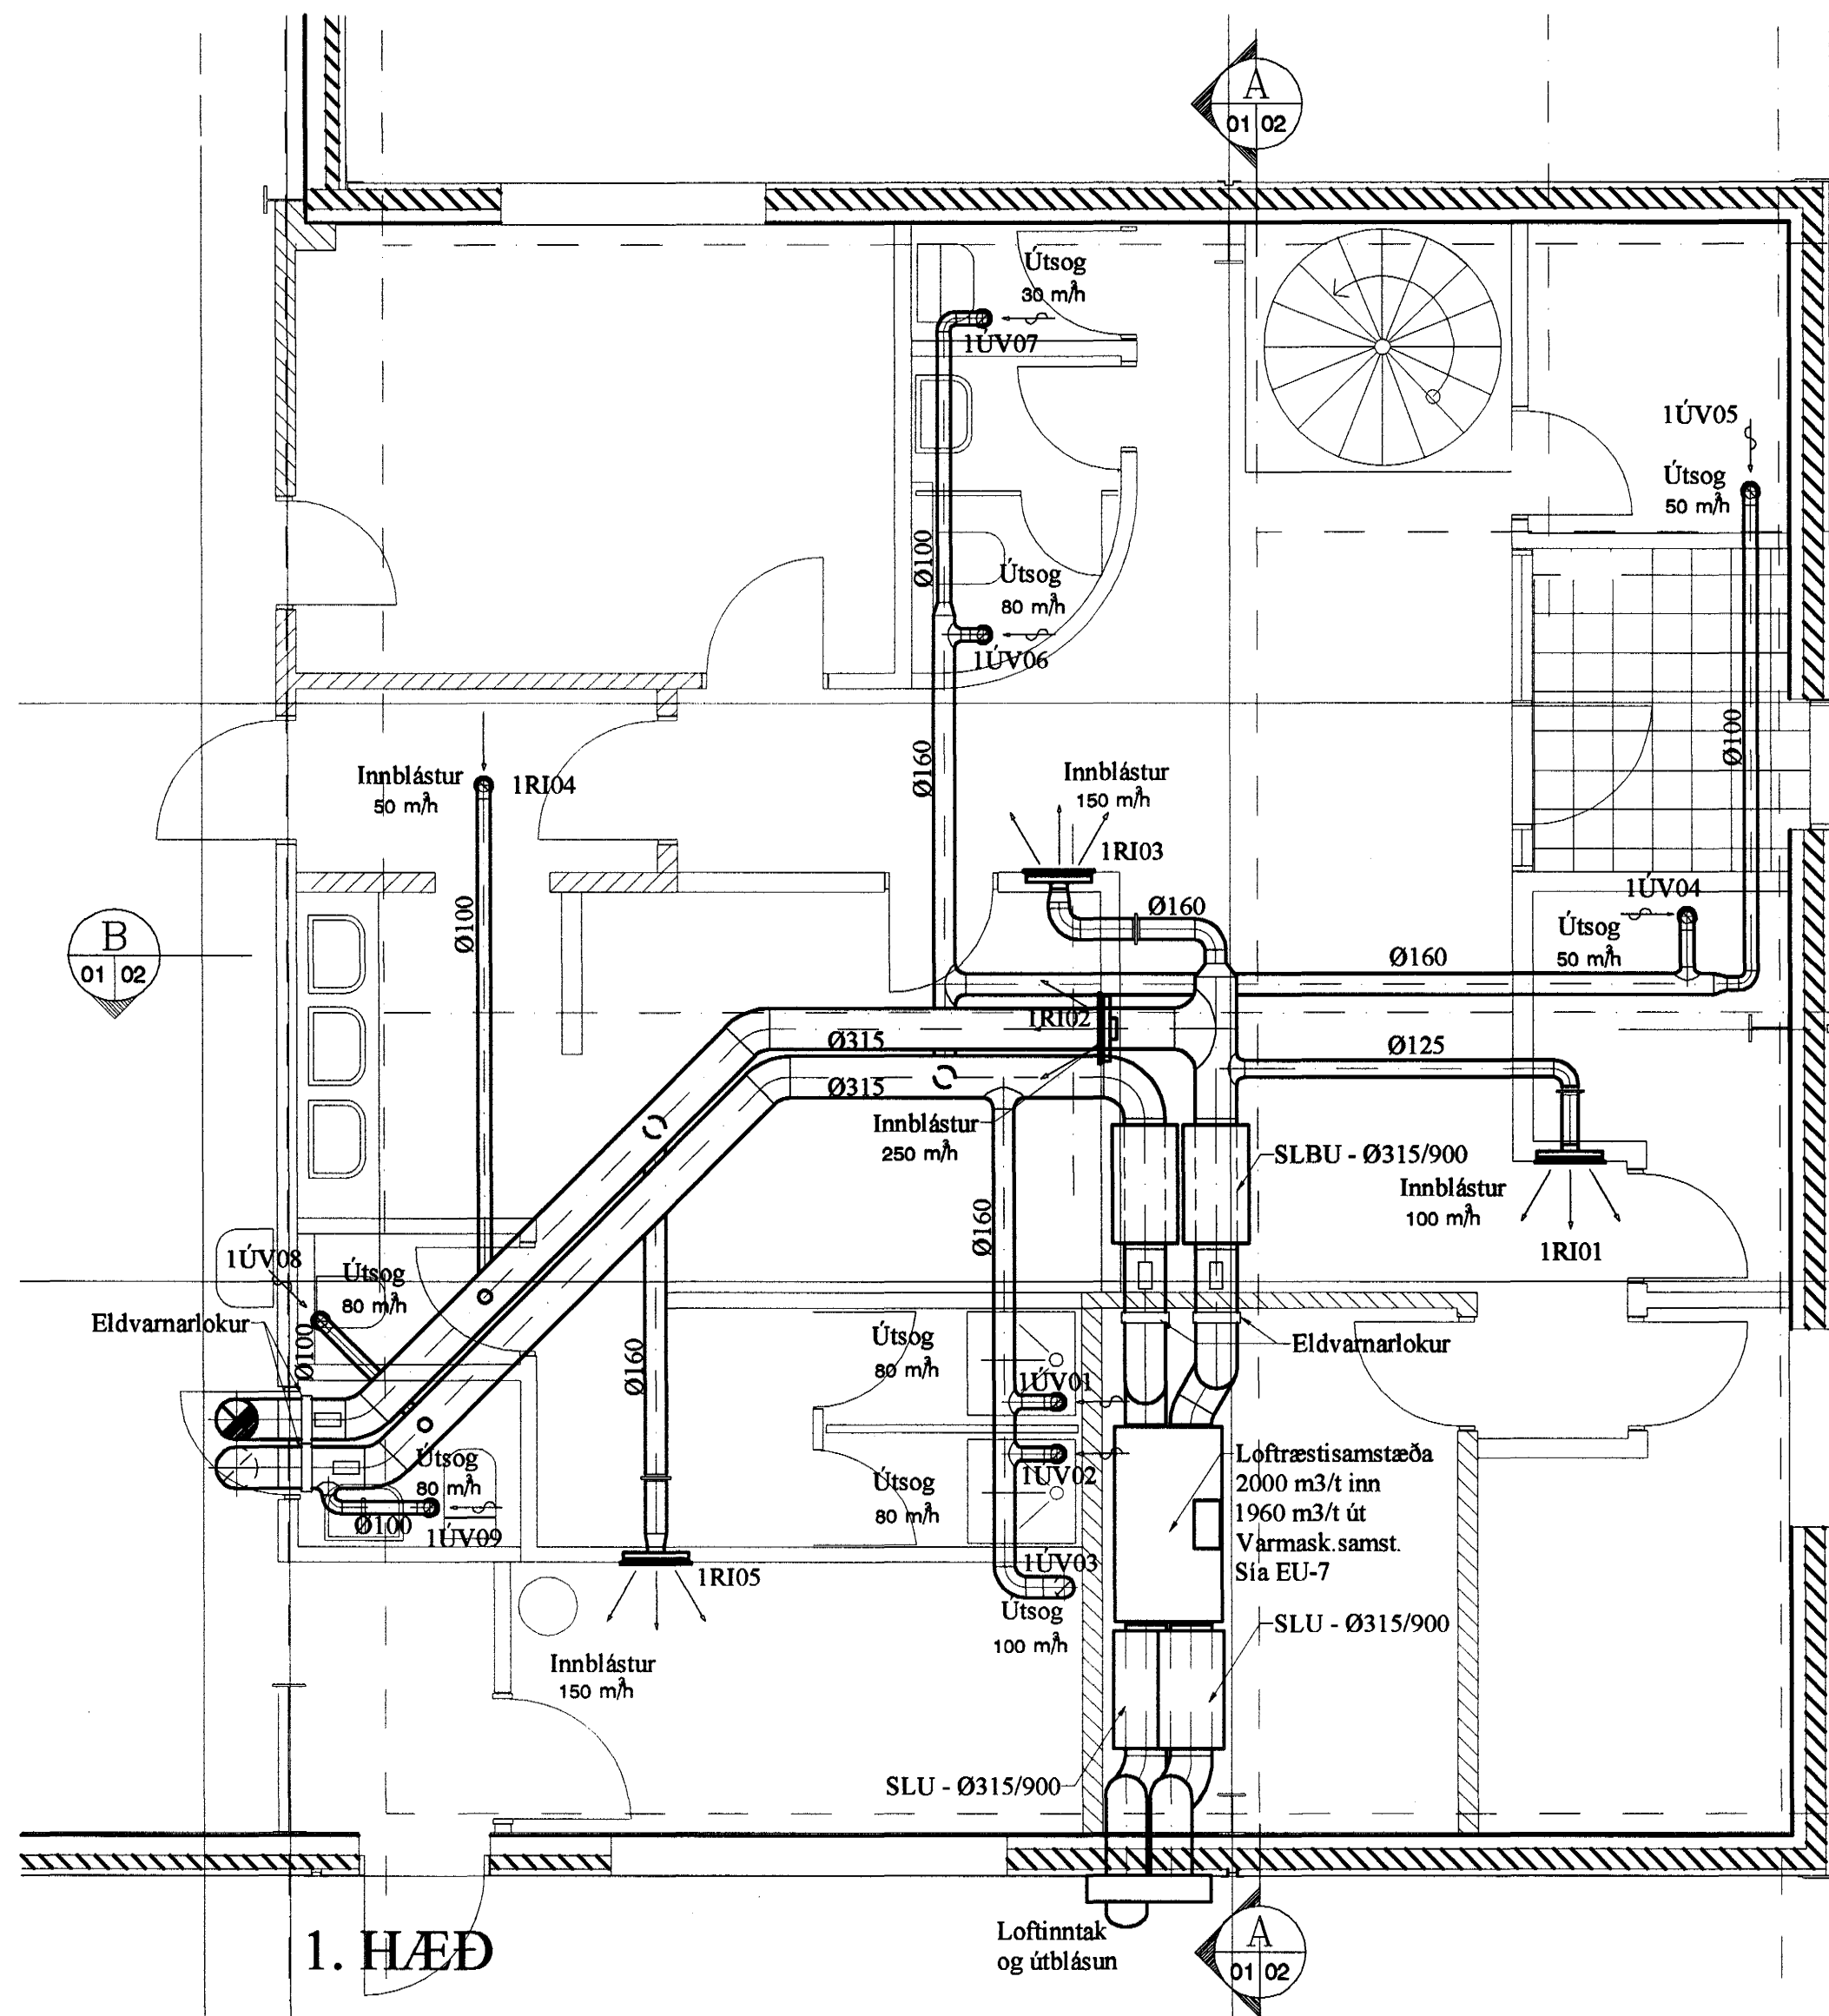 A
01 02
Útsog
30 m³/h
1ÚV07
1ÚV05
Útsog
50 m³/h
Ø100
Útsog
80 m³/h
1ÚV06
Ø160
Ø100
Innblástur
50 m³/h
1RI04
Innblástur
150 m³/h
1RI03
1ÚV04
Ø100
Ø160
Útsog
50 m³/h
B
01 02
Ø160
1RI02
Ø315
Ø125
Ø315
Innblástur
250 m³/h
SLBU - Ø315/900
Innblástur
100 m³/h
Ø160
1RI01
1ÚV08
Útsog
80 m³/h
Eldvarnarlokur
Ø100
Ø160
Útsog
80 m³/h
Eldvarnarlokur
1ÚV01
Útsog
80 m³/h
1ÚV02
Útsog
80 m³/h
Loftræstisamstæða
2000 m3/t inn
1960 m3/t út
Varmask.samst.
Sía EU-7
Ø100
1ÚV09
1ÚV03
1RI05
Útsog
100 m³/h
SLU - Ø315/900
Innblástur
150 m³/h
SLU - Ø315/900
1. HÆÐ
Loftinntak
og útblásun
A
01 02